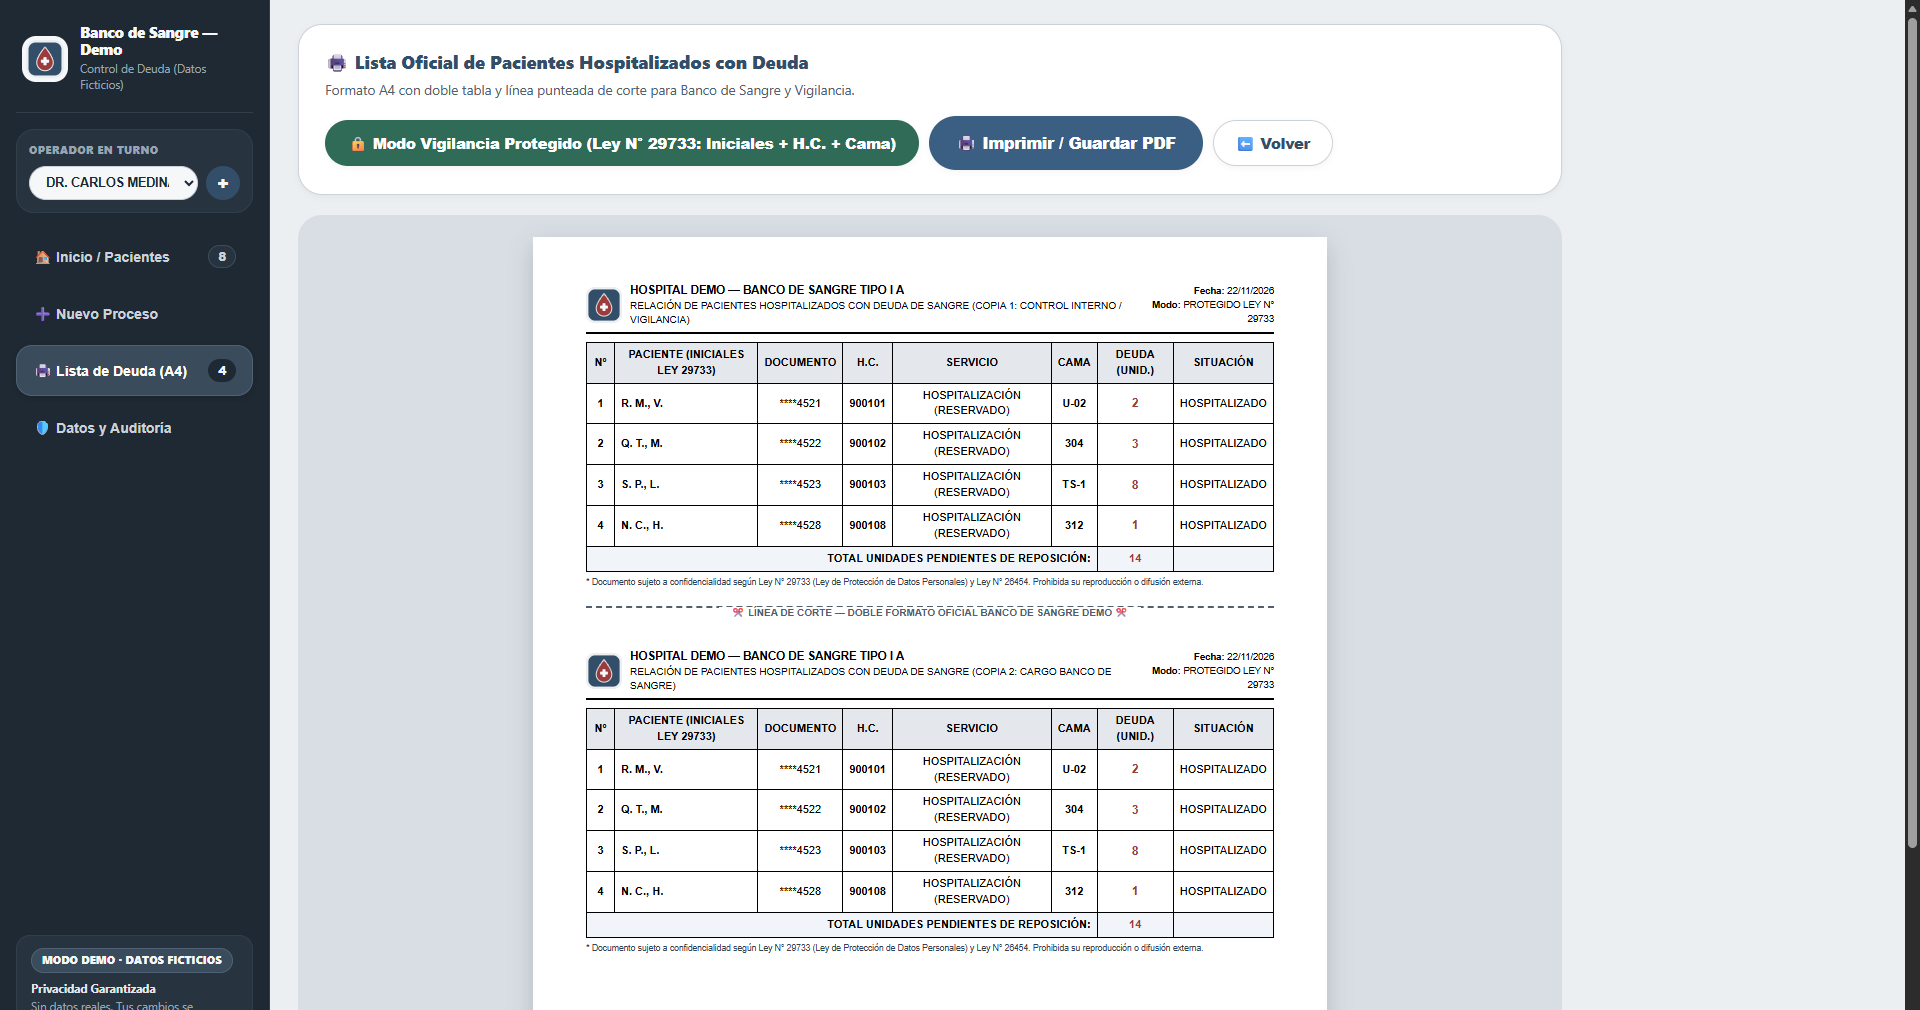 Banco de Sangre —
Demo
Control de Deuda (Datos
Ficticios)
OPERADOR EN TURNO
DR. CARLOS MEDIN
+
Inicio / Pacientes 8
Nuevo Proceso
Lista de Deuda (A4) 4
Datos y Auditoría
MODO DEMO - DATOS FICTICIOS
Privacidad Garantizada
Sin datos reales. Tus cambios se
Lista Oficial de Pacientes Hospitalizados con Deuda
Formato A4 con doble tabla y línea punteada de corte para Banco de Sangre y Vigilancia.
Modo Vigilancia Protegido (Ley N° 29733: Iniciales + H.C. + Cama)
Imprimir / Guardar PDF
Volver
HOSPITAL DEMO — BANCO DE SANGRE TIPO I A
RELACIÓN DE PACIENTES HOSPITALIZADOS CON DEUDA DE SANGRE (COPIA 1: CONTROL INTERNO /
VIGILANCIA)
Fecha: 22/11/2026
Modo: PROTEGIDO LEY N°
29733
N° PACIENTE (INICIALES LEY 29733) DOCUMENTO H.C. SERVICIO CAMA DEUDA (UNID.) SITUACIÓN
1 R. M., V. ****4521 900101 HOSPITALIZACIÓN (RESERVADO) U-02 2 HOSPITALIZADO
2 Q. T., M. ****4522 900102 HOSPITALIZACIÓN (RESERVADO) 304 3 HOSPITALIZADO
3 S. P., L. ****4523 900103 HOSPITALIZACIÓN (RESERVADO) TS-1 8 HOSPITALIZADO
4 N. C., H. ****4528 900108 HOSPITALIZACIÓN (RESERVADO) 312 1 HOSPITALIZADO
TOTAL UNIDADES PENDIENTES DE REPOSICIÓN: 14
* Documento sujeto a confidencialidad según Ley N° 29733 (Ley de Protección de Datos Personales) y Ley N° 26454. Prohibida su reproducción o difusión externa.
LÍNEA DE CORTE — DOBLE FORMATO OFICIAL BANCO DE SANGRE DEMO
HOSPITAL DEMO — BANCO DE SANGRE TIPO I A
RELACIÓN DE PACIENTES HOSPITALIZADOS CON DEUDA DE SANGRE (COPIA 2: CARGO BANCO DE
SANGRE)
Fecha: 22/11/2026
Modo: PROTEGIDO LEY N°
29733
N° PACIENTE (INICIALES LEY 29733) DOCUMENTO H.C. SERVICIO CAMA DEUDA (UNID.) SITUACIÓN
1 R. M., V. ****4521 900101 HOSPITALIZACIÓN (RESERVADO) U-02 2 HOSPITALIZADO
2 Q. T., M. ****4522 900102 HOSPITALIZACIÓN (RESERVADO) 304 3 HOSPITALIZADO
3 S. P., L. ****4523 900103 HOSPITALIZACIÓN (RESERVADO) TS-1 8 HOSPITALIZADO
4 N. C., H. ****4528 900108 HOSPITALIZACIÓN (RESERVADO) 312 1 HOSPITALIZADO
TOTAL UNIDADES PENDIENTES DE REPOSICIÓN: 14
* Documento sujeto a confidencialidad según Ley N° 29733 (Ley de Protección de Datos Personales) y Ley N° 26454. Prohibida su reproducción o difusión externa.